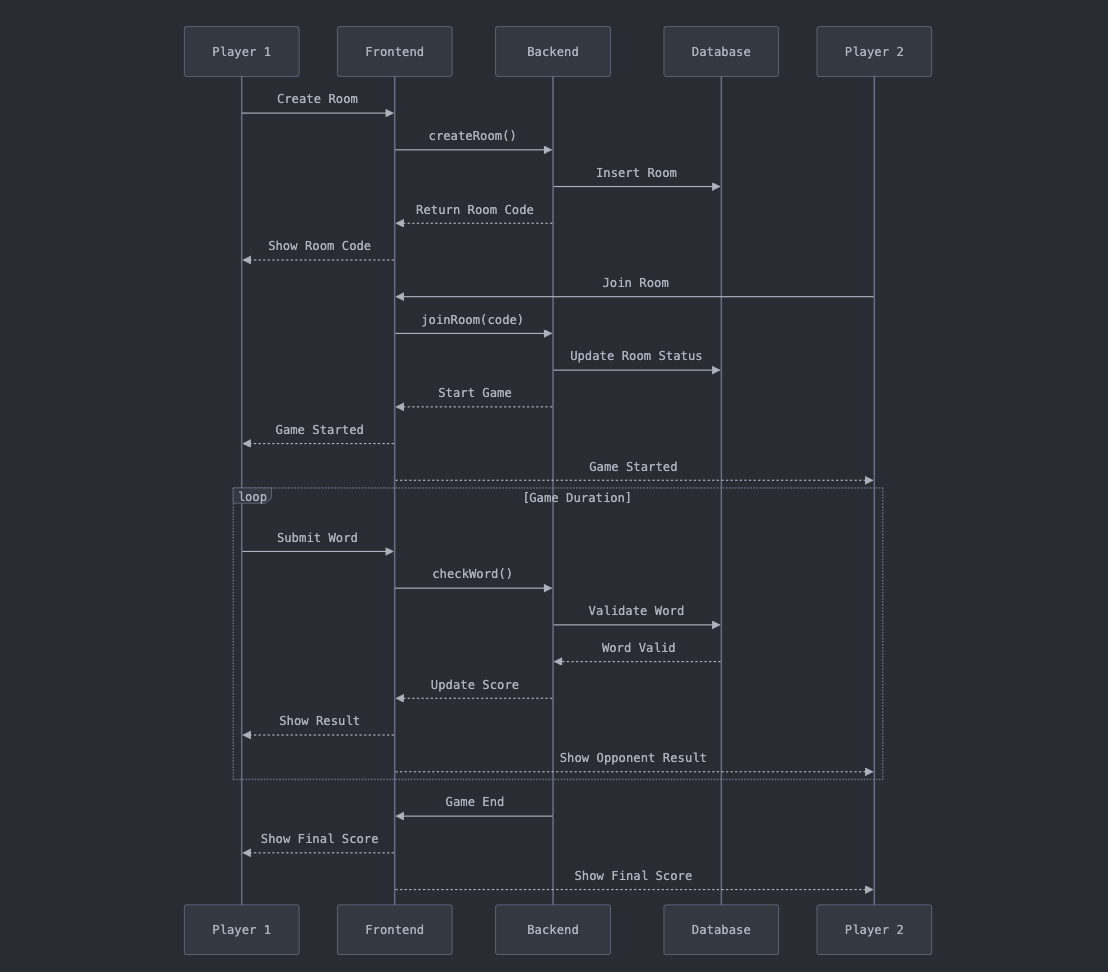 Player 1
Frontend
Backend
Database
Player 2
Create Room
createRoom()
Insert Room
Return Room Code
Show Room Code
Join Room
joinRoom(code)
Update Room Status
Start Game
Game Started
Game Started
loop
[Game Duration]
Submit Word
checkWord()
Validate Word
Word Valid
Update Score
Show Result
Show Opponent Result
Game End
Show Final Score
Show Final Score
Player 1
Frontend
Backend
Database
Player 2